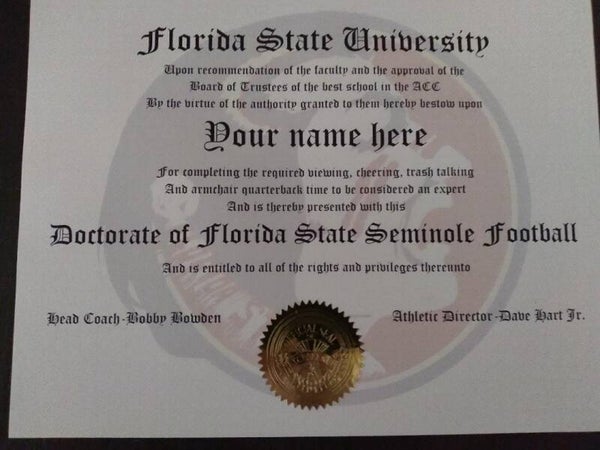 Florida State University
Upon recommendation of the faculty and the approval of the
Board of Trustees of the best school in the ACC
By the virtue of the authority granted to them hereby bestow upon
Your name here
For completing the required viewing, cheering, trash talking
And armchair quarterback time to be considered an expert
And is thereby presented with this
Doctorate of Florida State Seminole Football
And is entitled to all of the rights and privileges thereunto
Head Coach-Bobby Bowden
Athletic Director-Dave Hart Jr.